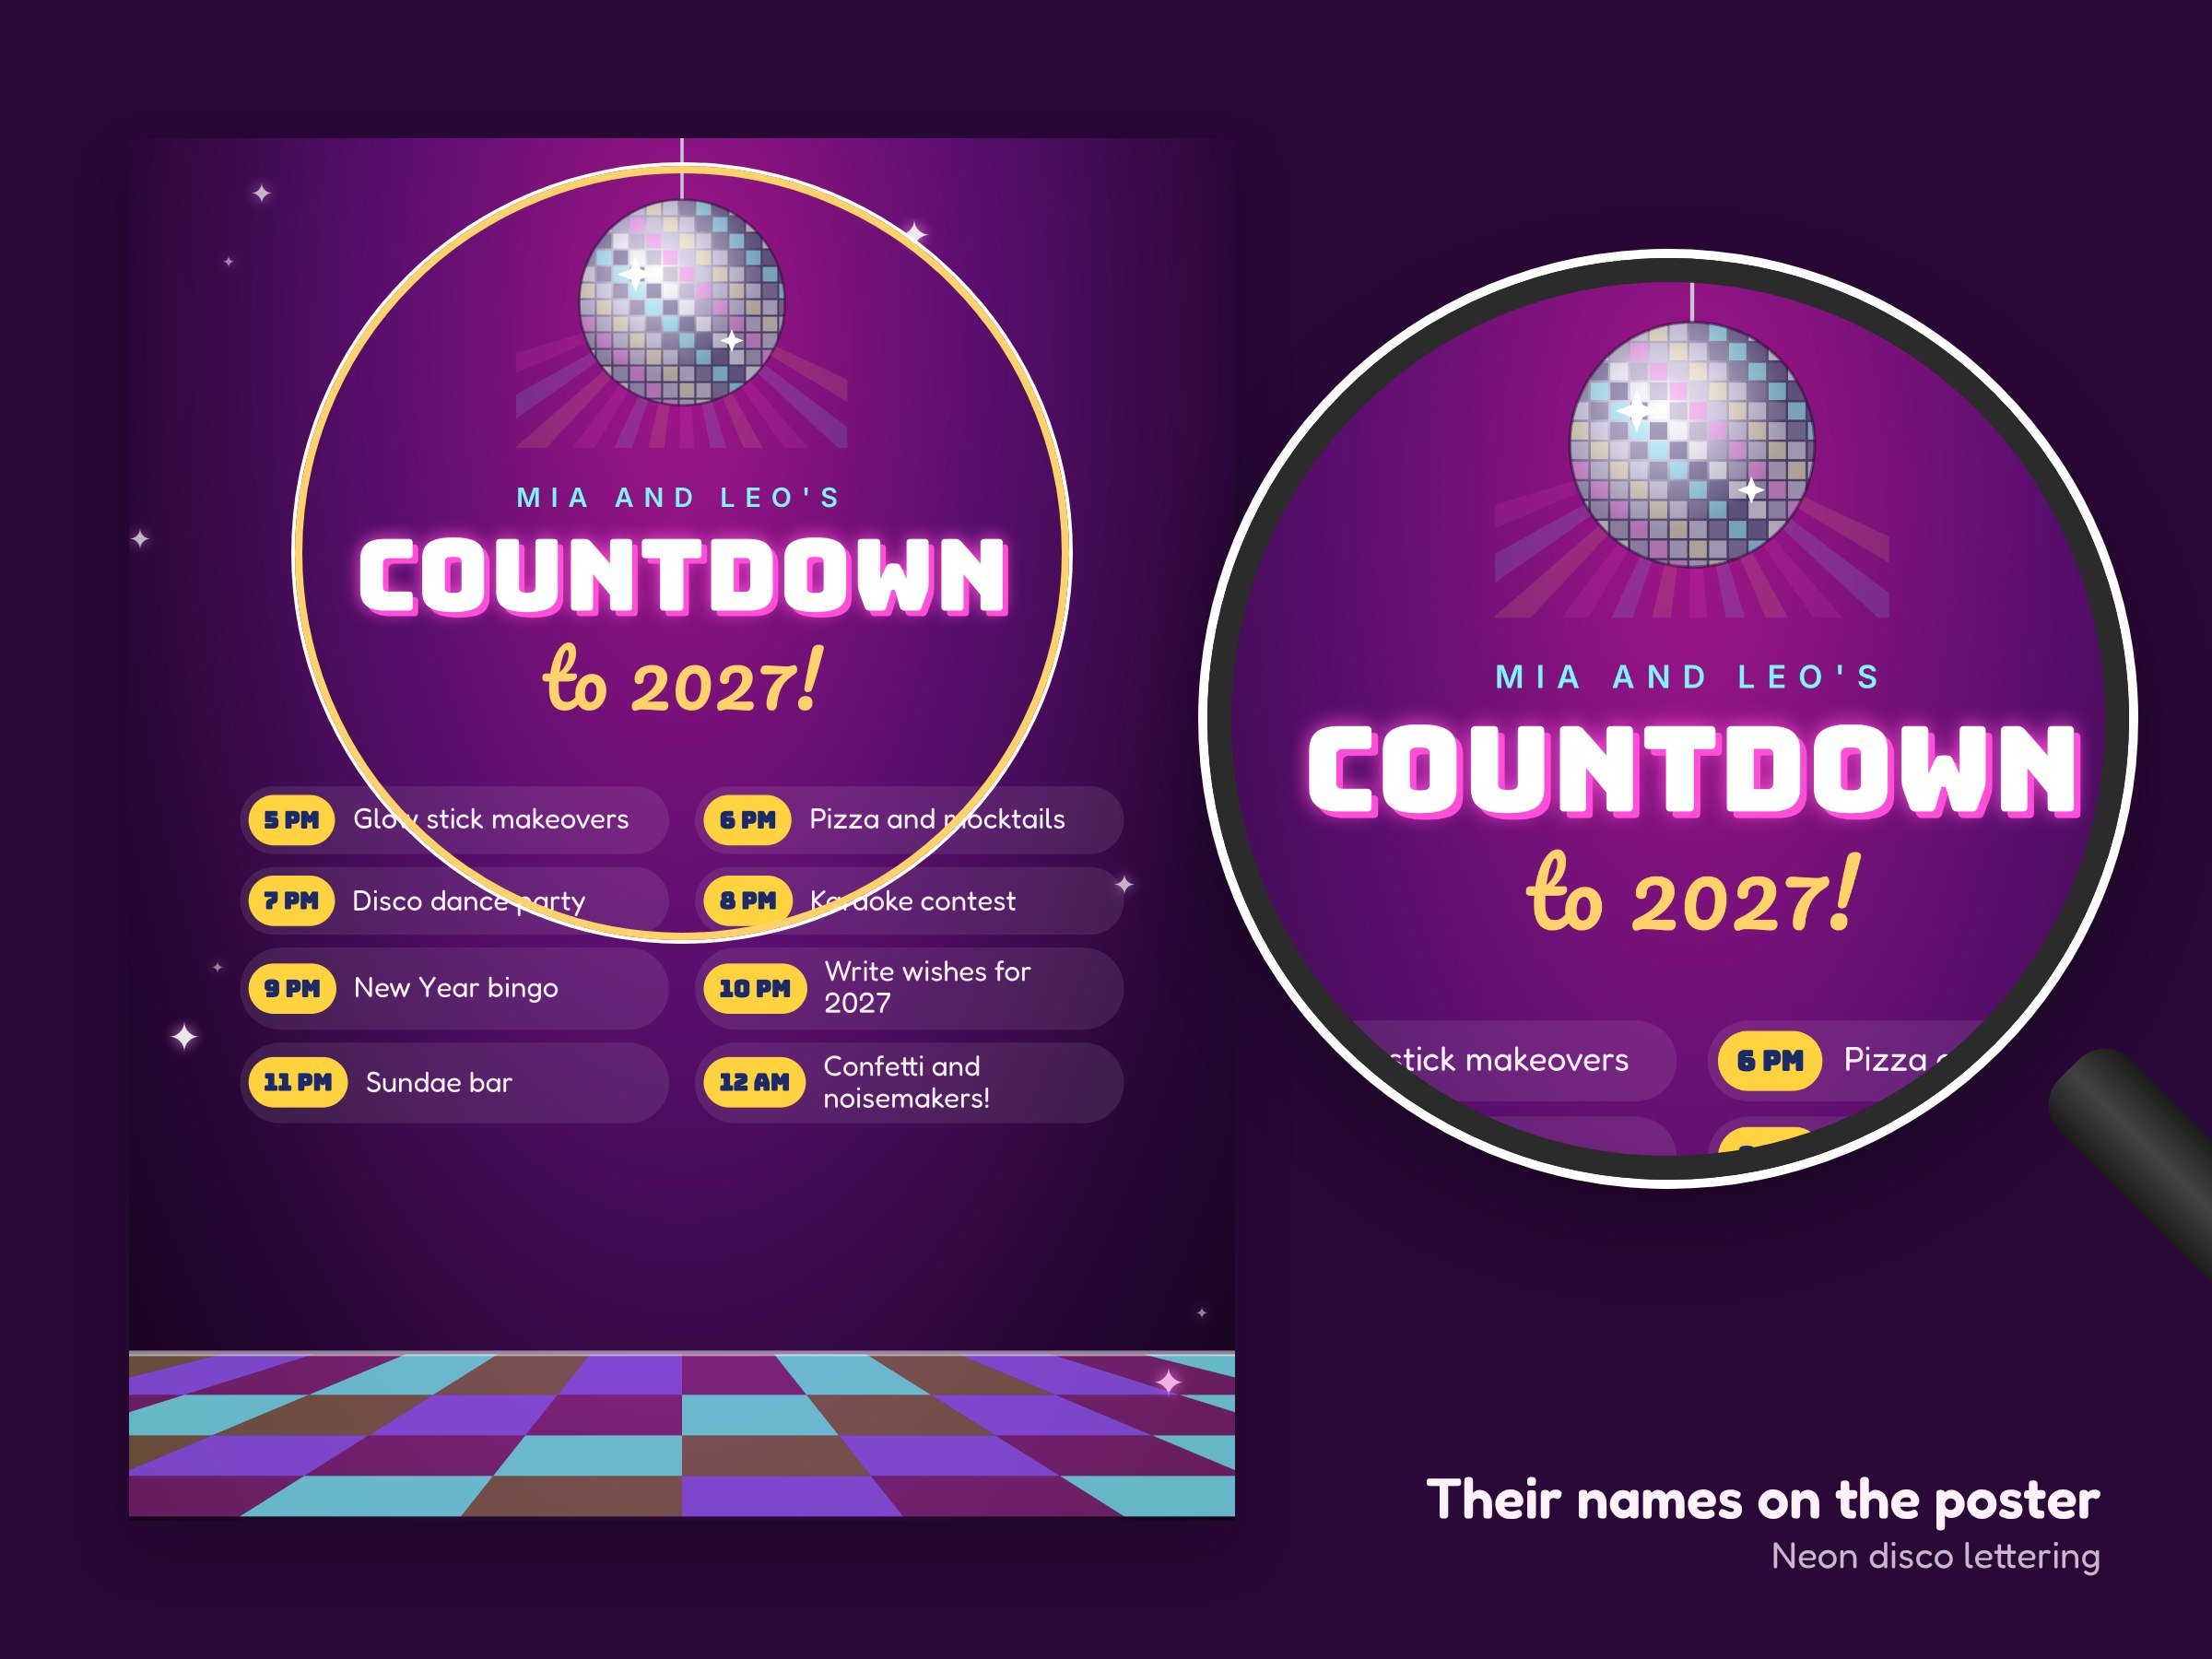 MIA AND LEO'S
COUNTDOWN
to 2027!
5 PM Glow stick makeovers
6 PM Pizza and mocktails
7 PM Disco dance party
8 PM Karaoke contest
9 PM New Year bingo
10 PM Write wishes for
2027
11 PM Sundae bar
12 AM Confetti and
noisemakers!
MIA AND LEO'S
COUNTDOWN
to 2027!
stick makeovers
6 PM Pizza
Their names on the poster
Neon disco lettering